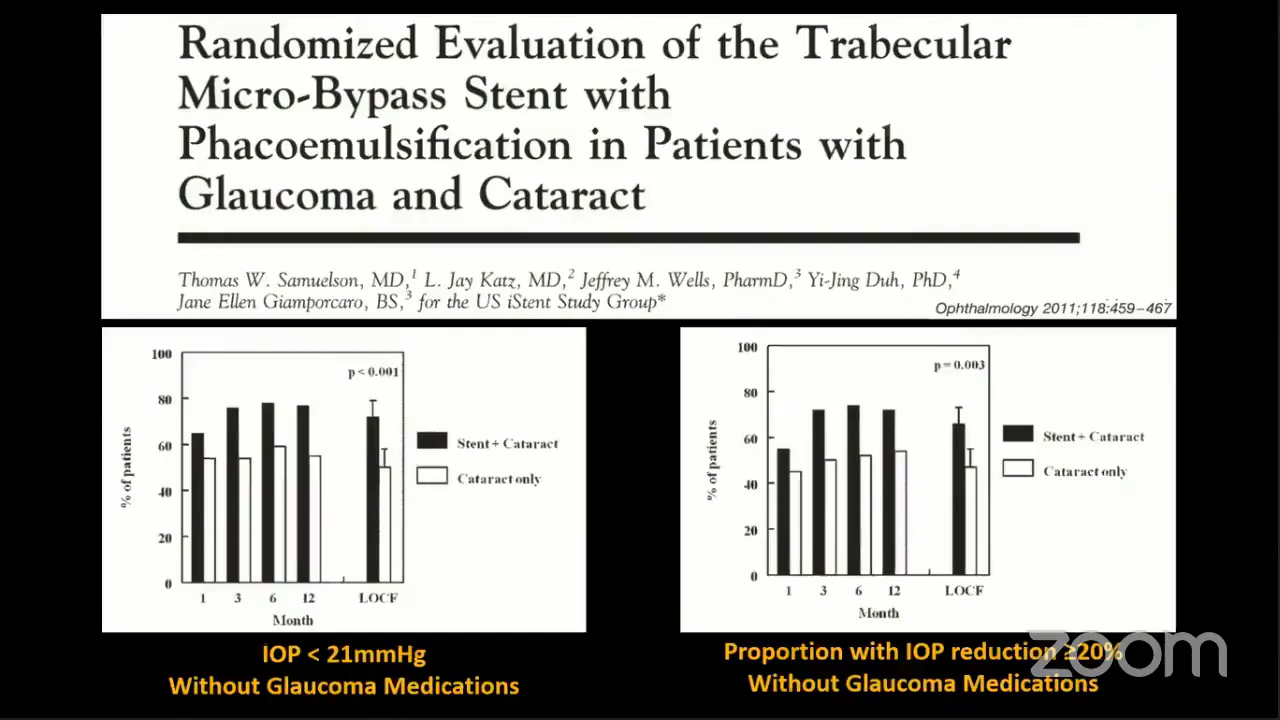 Randomized Evaluation of the Trabecular
Micro-Bypass Stent with
Phacoemulsification in Patients with
Glaucoma and Cataract
Thomas W. Samuelson, MD,1 L. Jay Katz, MD,2 Jeffrey M. Wells, PharmD,3 Yi-Jing Duh, PhD,4
Jane Ellen Giamporcaro, BS,3 for the US iStent Study Group*
Ophthalmology 2011;118:459–467
100
80
60
40
20
0
% of patients
p < 0.001
Stent + Cataract
Cataract only
1 3 6 12 LOCF
Month
IOP < 21mmHg
Without Glaucoma Medications
100
80
60
40
20
0
% of patients
p = 0.003
Stent + Cataract
Cataract only
1 3 6 12 LOCF
Month
Proportion with IOP reduction ≥20%
Without Glaucoma Medications
zoom